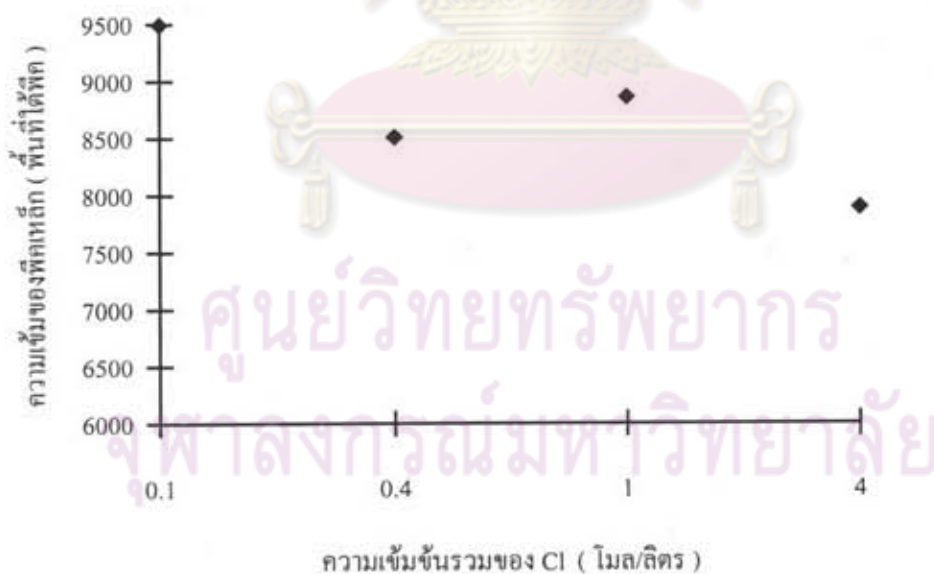 ความเข้มของพีคเหล็ก ( พื้นที่ใต้พีค )
9500
9000
8500
8000
7500
7000
6500
6000
0.1 0.4 1 4
ความเข้มข้นรวมของ Cl ( โมล/ลิตร )
ศูนย์วิทยทรัพยากร
จุฬาลงกรณ์มหาวิทยาลัย